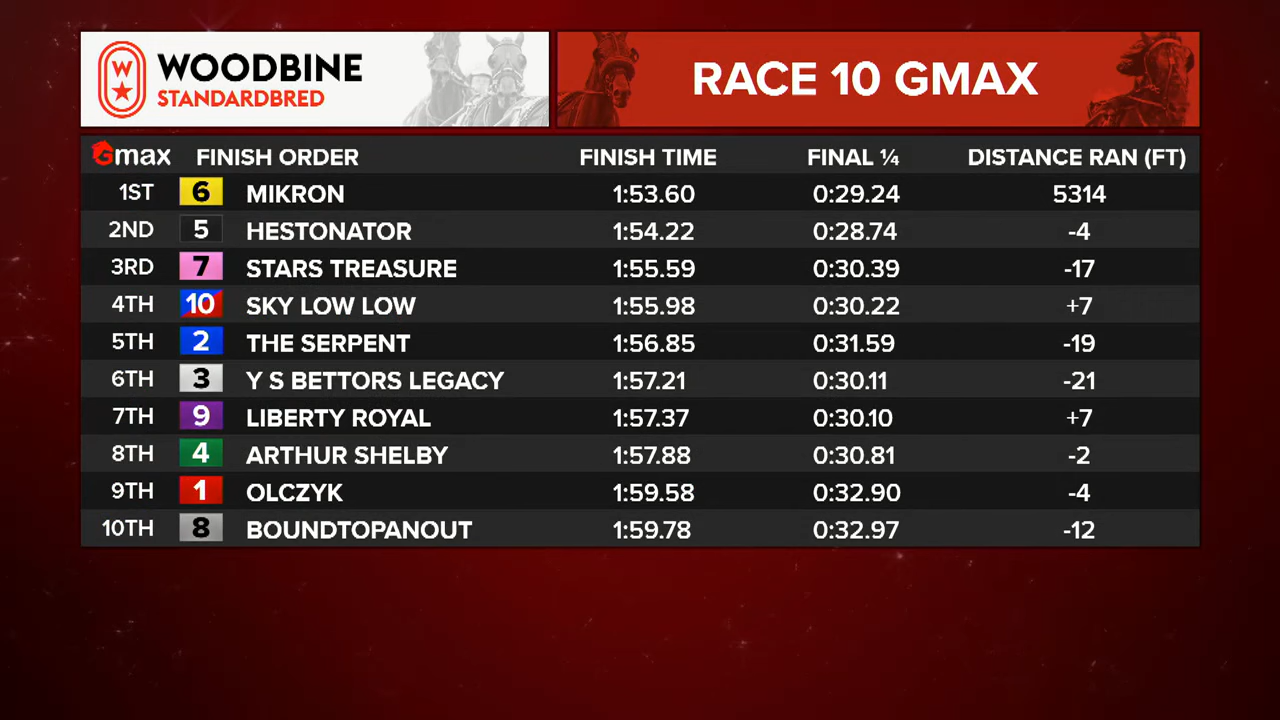 W
WOODBINE
STANDARDBRED
RACE 10 GMAX
Gmax FINISH ORDER FINISH TIME FINAL ¼ DISTANCE RAN (FT)
1ST 6 MIKRON 1:53.60 0:29.24 5314
2ND 5 HESTONATOR 1:54.22 0:28.74 -4
3RD 7 STARS TREASURE 1:55.59 0:30.39 -17
4TH 10 SKY LOW LOW 1:55.98 0:30.22 +7
5TH 2 THE SERPENT 1:56.85 0:31.59 -19
6TH 3 Y S BETTORS LEGACY 1:57.21 0:30.11 -21
7TH 9 LIBERTY ROYAL 1:57.37 0:30.10 +7
8TH 4 ARTHUR SHELBY 1:57.88 0:30.81 -2
9TH 1 OLCZYK 1:59.58 0:32.90 -4
10TH 8 BOUNDTOPANOUT 1:59.78 0:32.97 -12